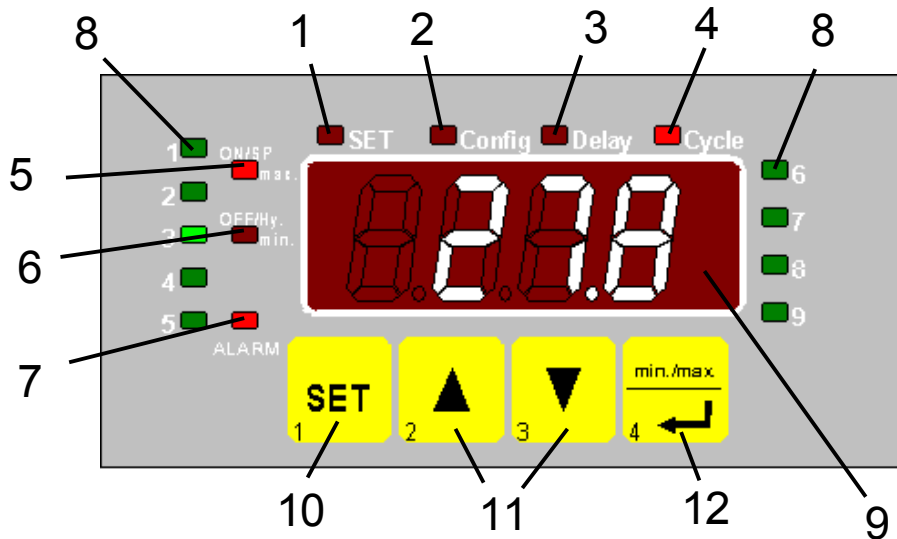 8 1 2 3 4 8
SET Config Delay Cycle
1 ON/SP
max.
5
2
OFF/Hy.
min.
3
6
4
5
ALARM
7
27.8
6
7
8
9
SET
1
2
3
min./max
4
10 11 12 9